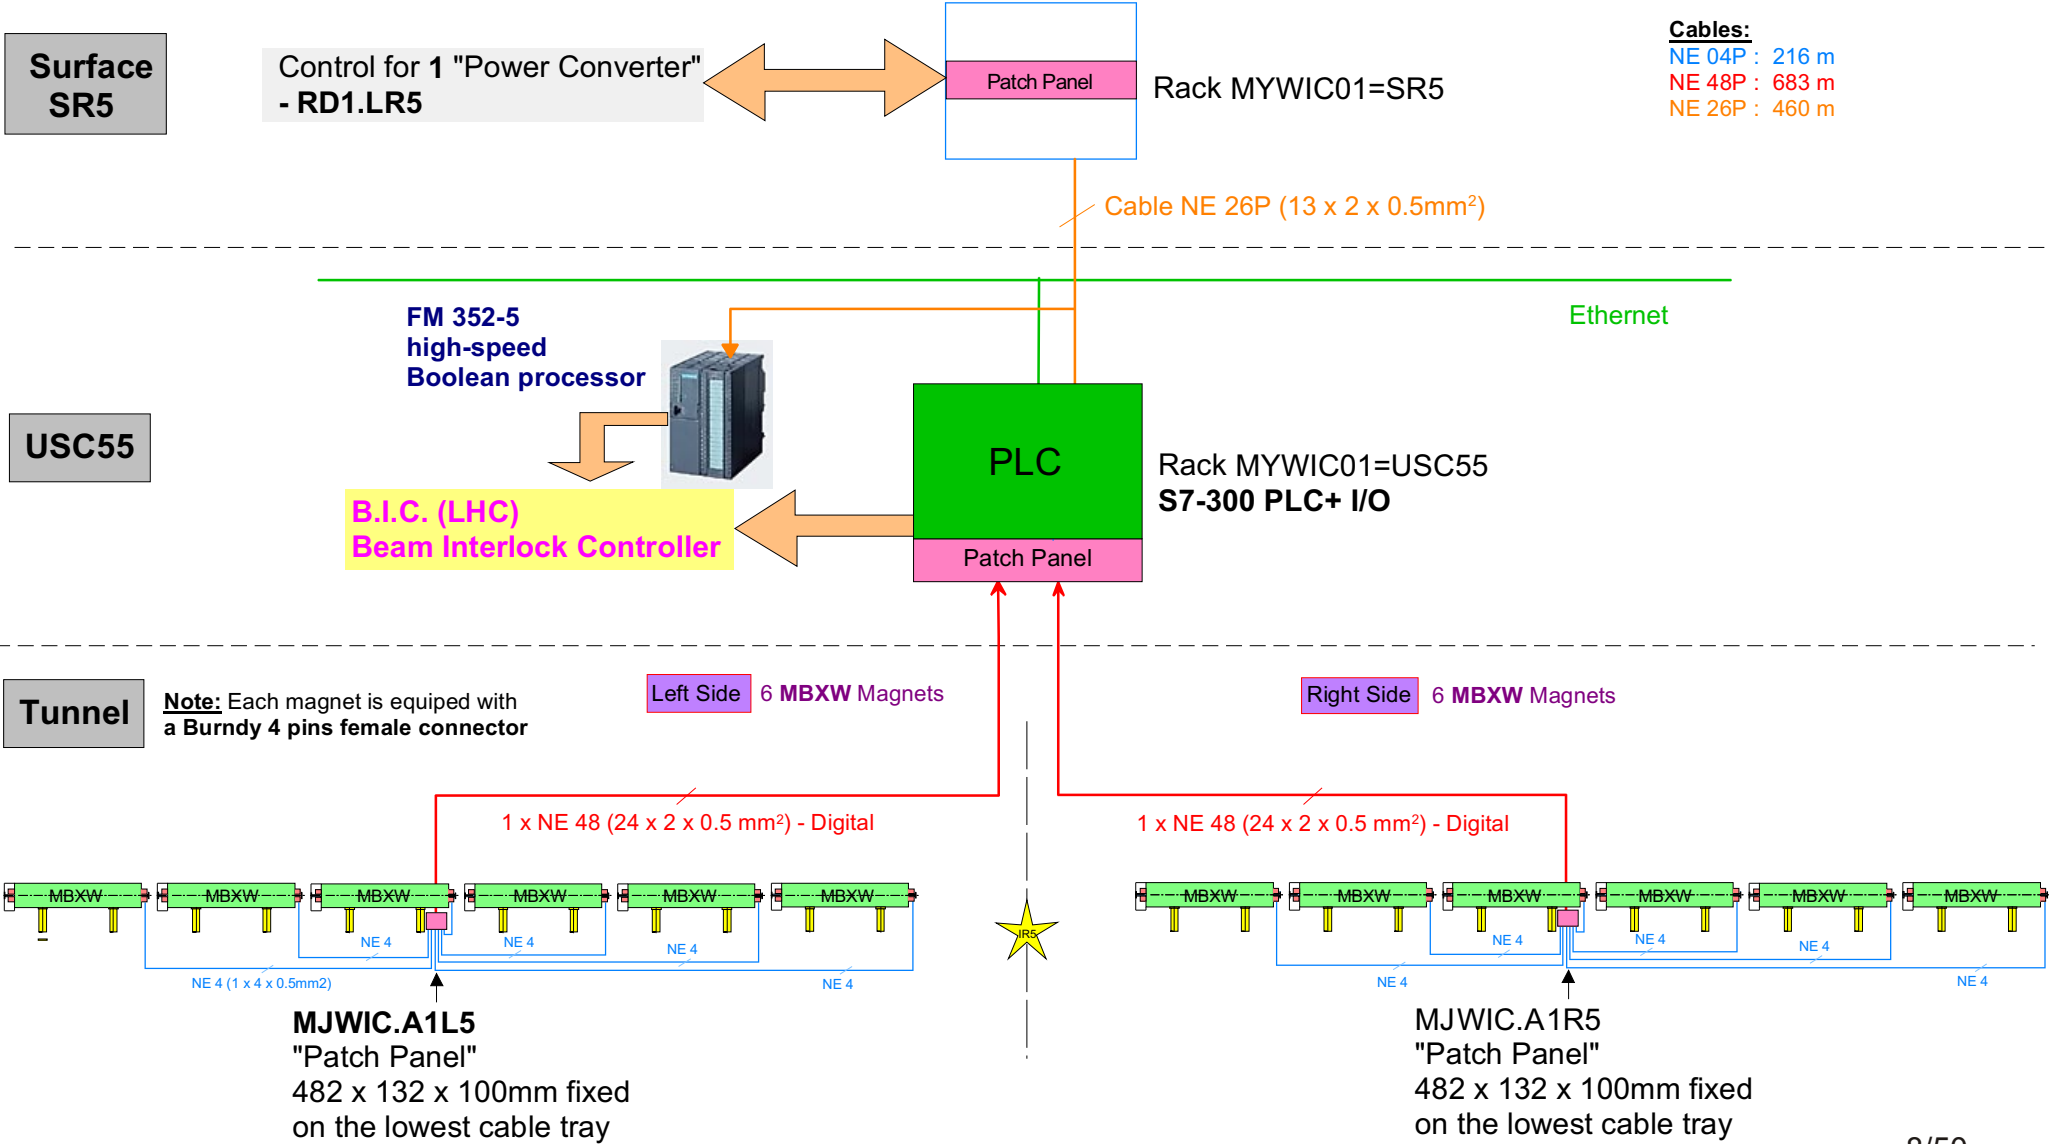 Surface
SR5
Control for 1 "Power Converter"
- RD1.LR5
Patch Panel
Rack MYWIC01=SR5
Cables:
NE 04P : 216 m
NE 48P : 683 m
NE 26P : 460 m
Cable NE 26P (13 x 2 x 0.5mm²)
Ethernet
FM 352-5
high-speed
Boolean processor
USC55
PLC
Rack MYWIC01=USC55
S7-300 PLC+ I/O
B.I.C. (LHC)
Beam Interlock Controller
Patch Panel
Tunnel
Note: Each magnet is equiped with
a Burndy 4 pins female connector
Left Side
6 MBXW Magnets
Right Side
6 MBXW Magnets
1 x NE 48 (24 x 2 x 0.5 mm²) - Digital
1 x NE 48 (24 x 2 x 0.5 mm²) - Digital
MBXW
MBXW
MBXW
MBXW
MBXW
MBXW
MBXW
MBXW
MBXW
MBXW
MBXW
MBXW
IR5
NE 4
NE 4
NE 4
NE 4 (1 x 4 x 0.5mm2)
NE 4
NE 4
NE 4
NE 4
NE 4
NE 4
MJWIC.A1L5
"Patch Panel"
482 x 132 x 100mm fixed
on the lowest cable tray
MJWIC.A1R5
"Patch Panel"
482 x 132 x 100mm fixed
on the lowest cable tray